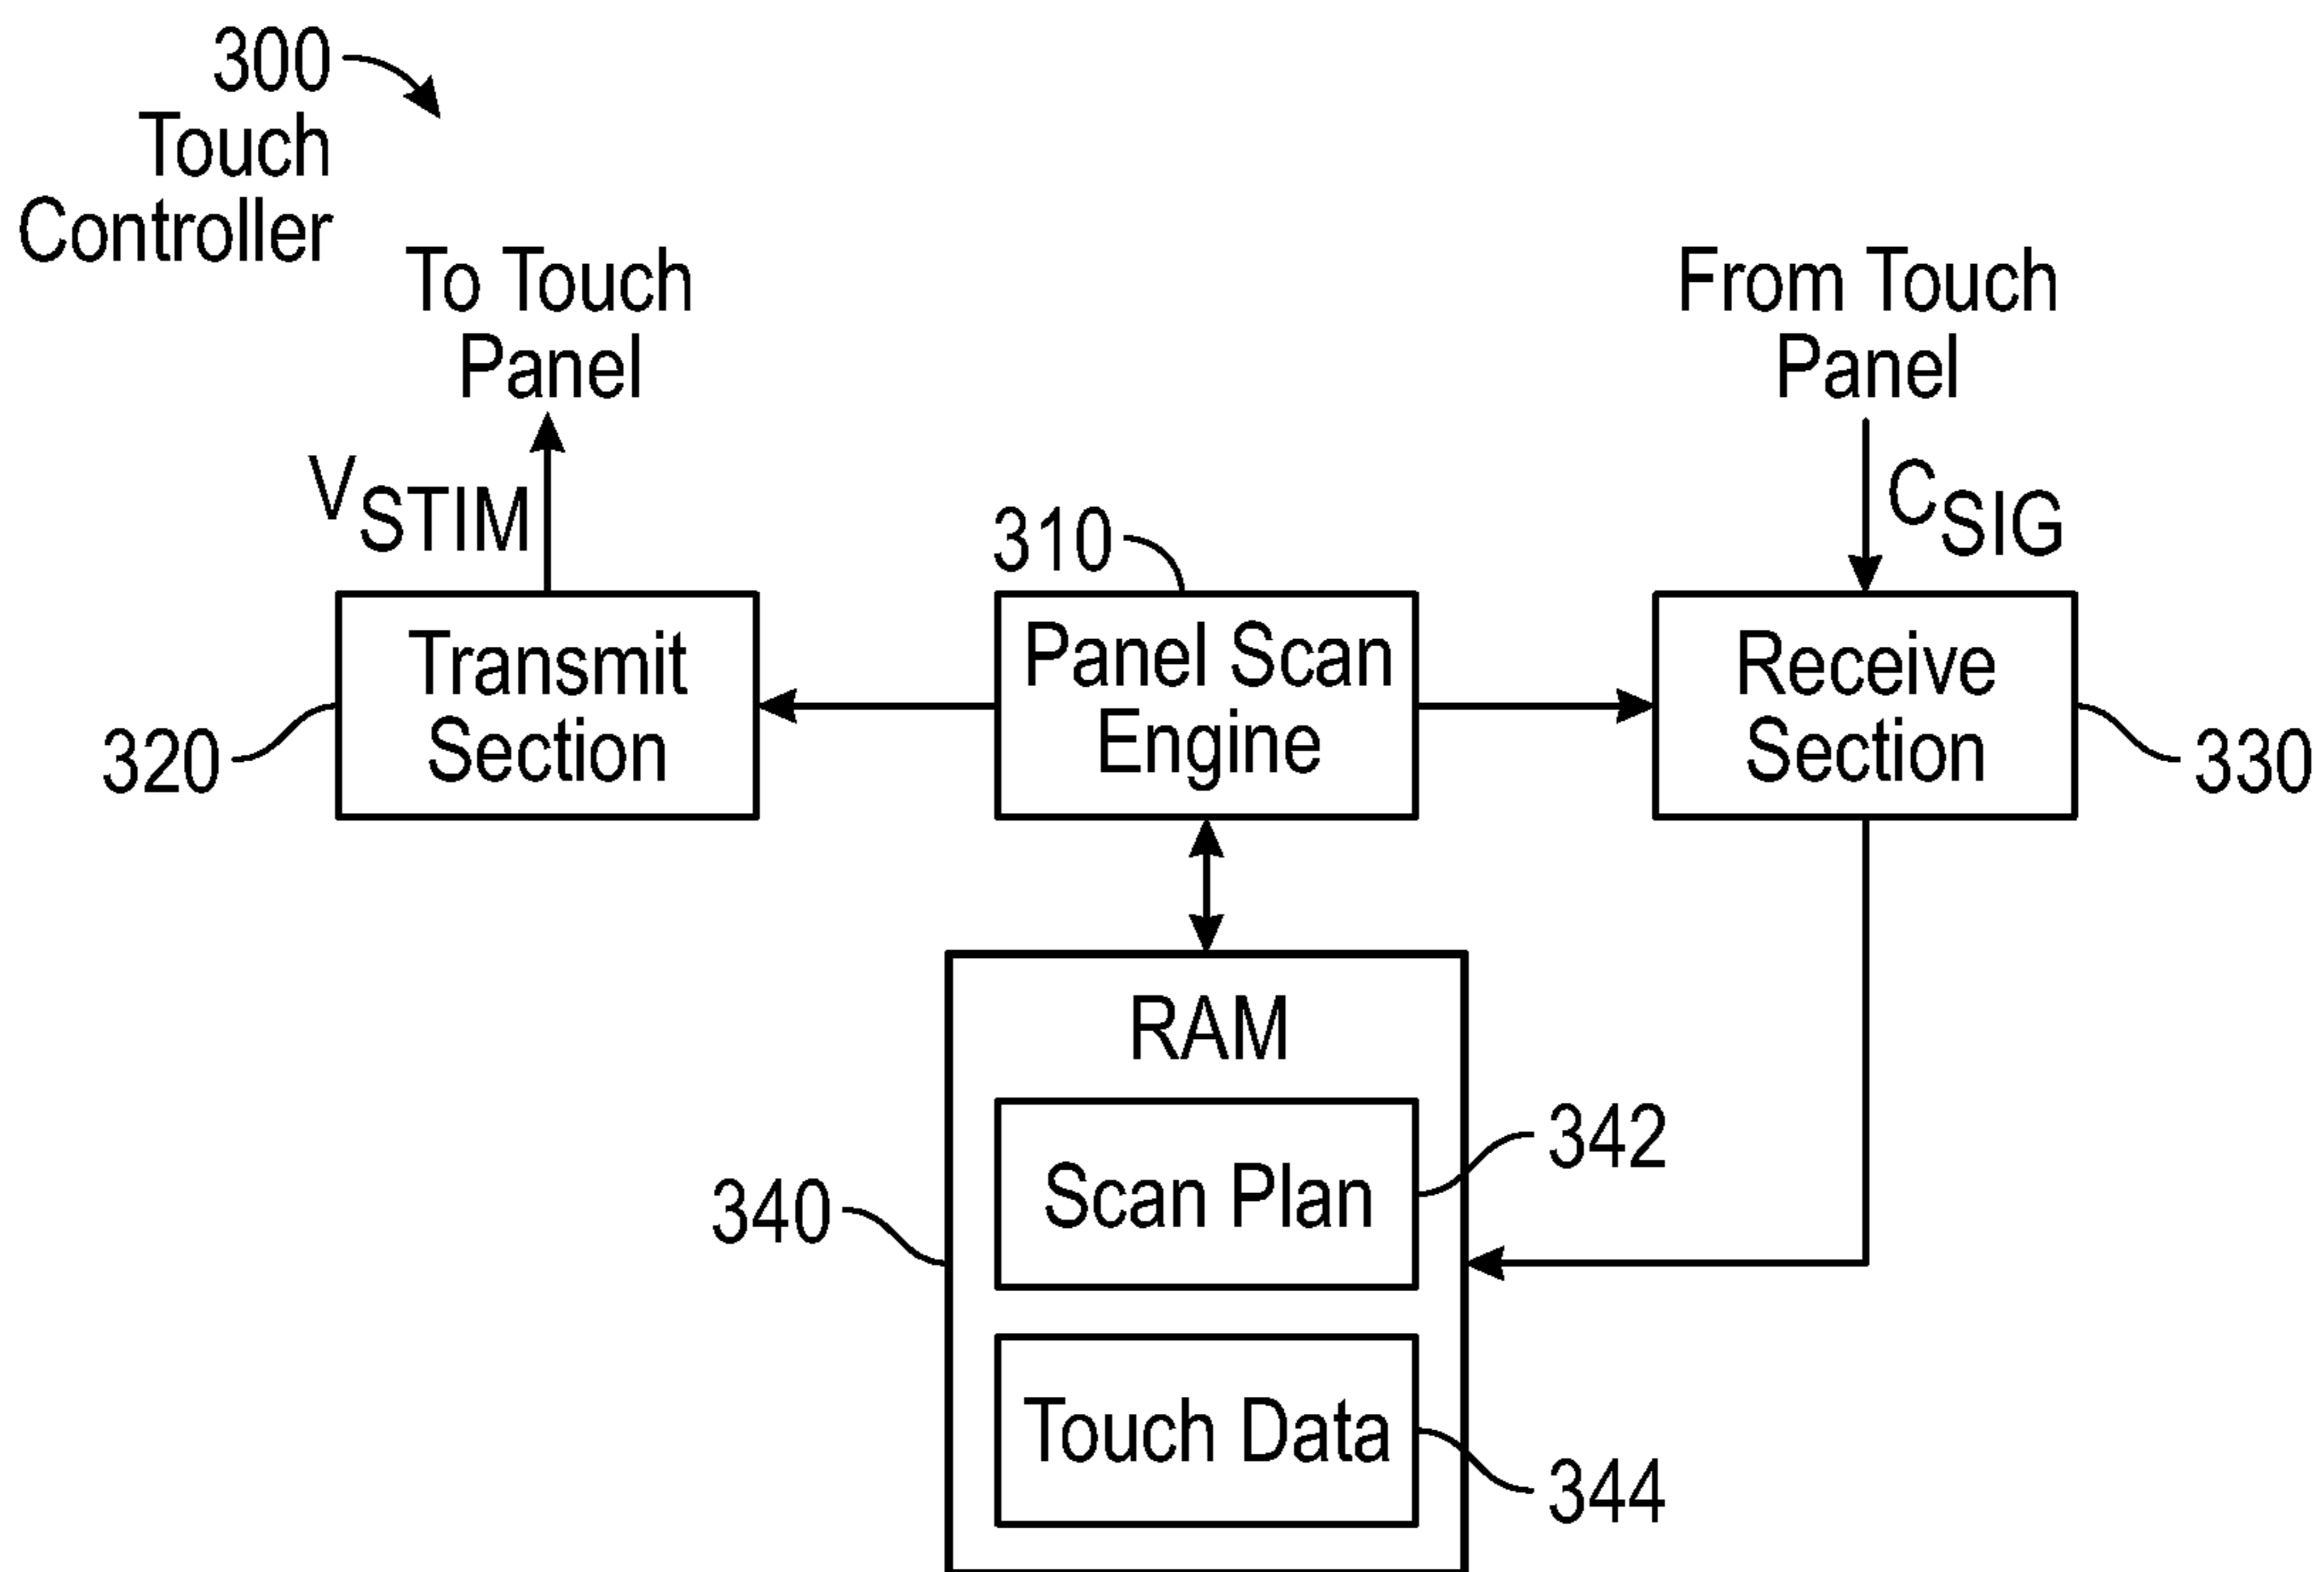 300
Touch
Controller
To Touch
Panel
From Touch
Panel
VSTIM
CSIG
310
Transmit
Section
Panel Scan
Engine
Receive
Section
320
330
RAM
342
Scan Plan
340
Touch Data
344